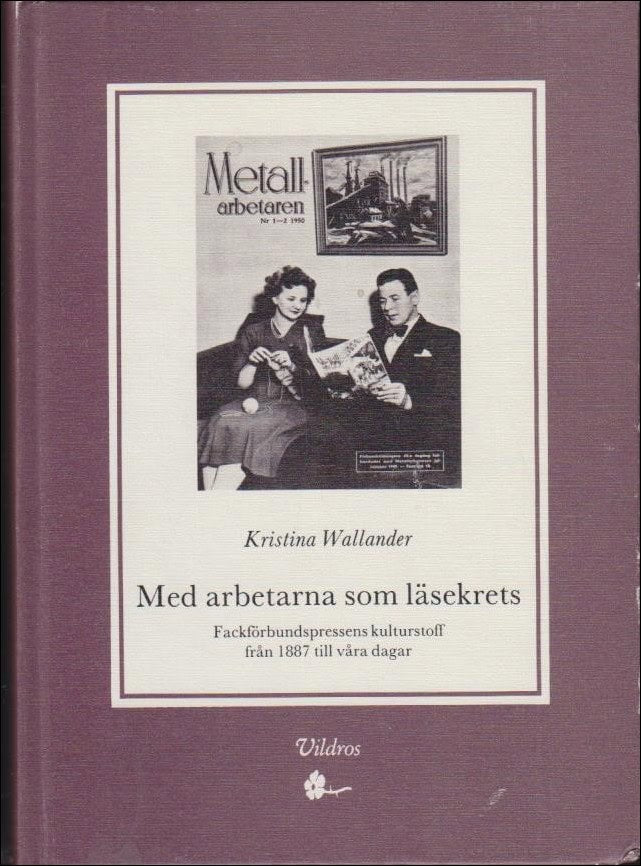 Metall-
arbetaren
Nr 1—2 1950
Kristina Wallander
Med arbetarna som läsekrets
Fackförbundspressens kulturstoff
från 1887 till våra dagar
Vildros